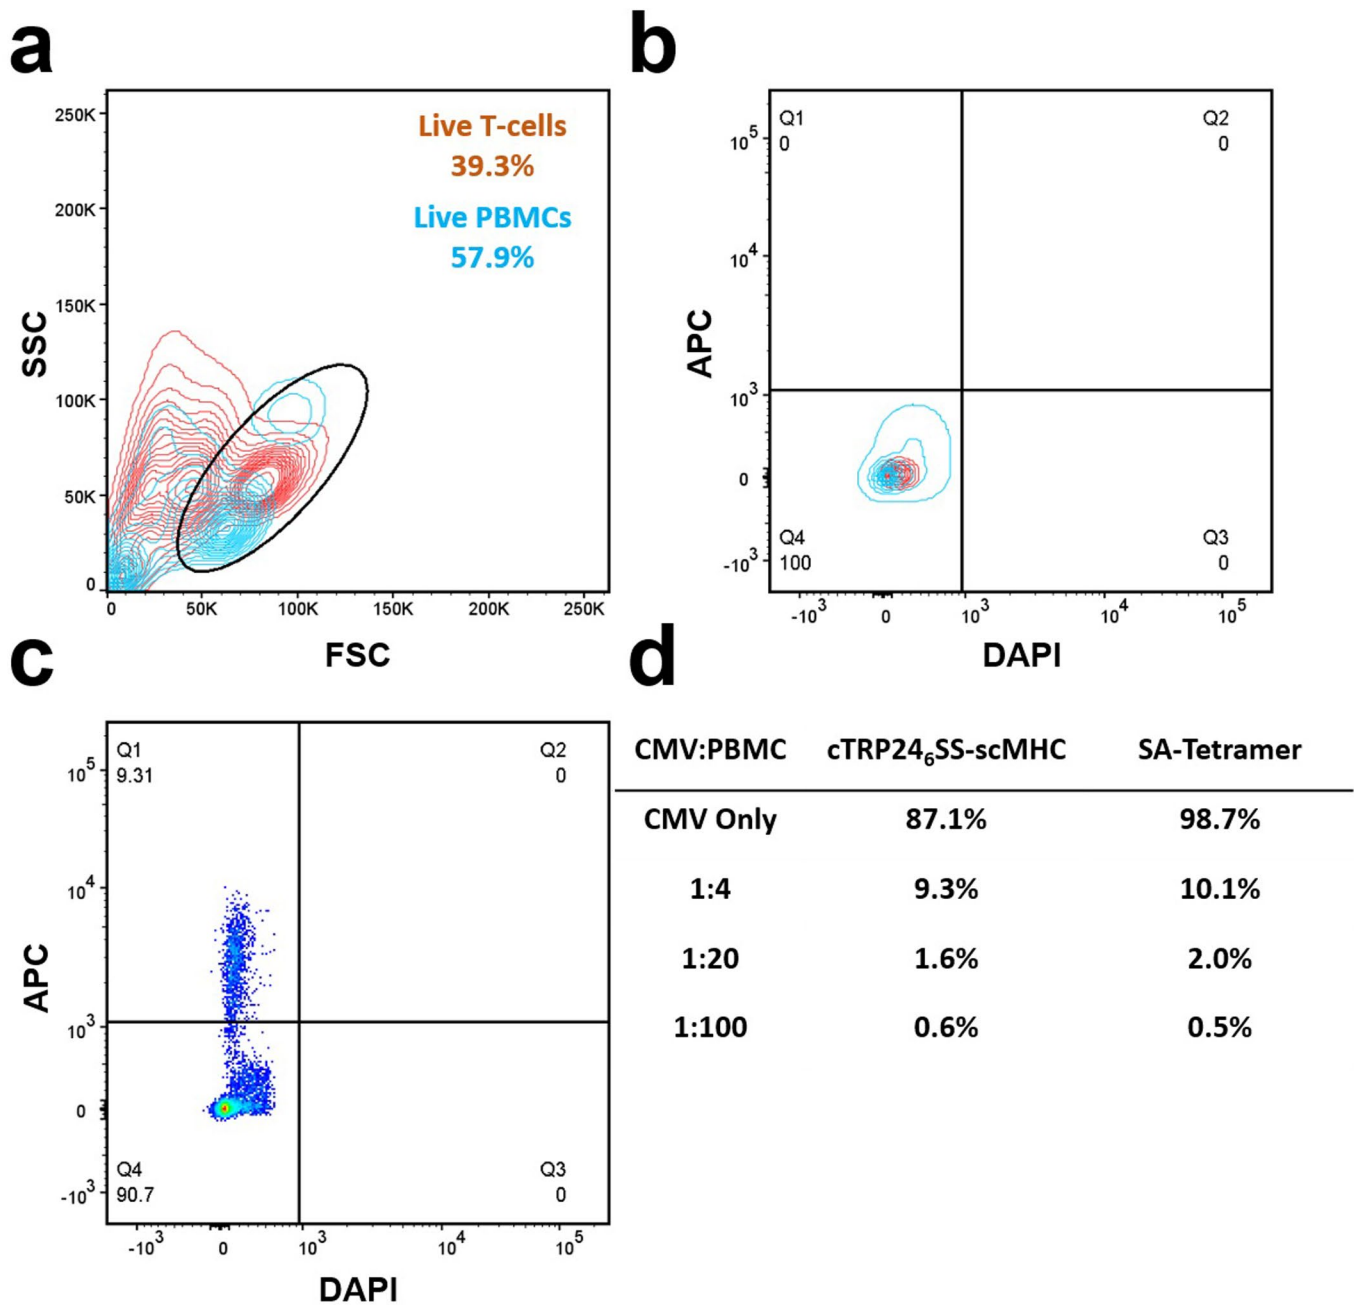 a
Live T-cells
39.3%
Live PBMCs
57.9%
250K
200K
150K
100K
50K
0
SSC
0 50K 100K 150K 200K 250K
FSC
b
Q1
0
Q2
0
Q4
100
Q3
0
10^5
10^4
10^3
0
-10^3
APC
-10^3 0 10^3 10^4 10^5
DAPI
c
Q1
9.31
Q2
0
Q4
90.7
Q3
0
10^5
10^4
10^3
0
-10^3
APC
-10^3 0 10^3 10^4 10^5
DAPI
d
CMV:PBMC cTRP24₆SS-scMHC SA-Tetramer
CMV Only 87.1% 98.7%
1:4 9.3% 10.1%
1:20 1.6% 2.0%
1:100 0.6% 0.5%